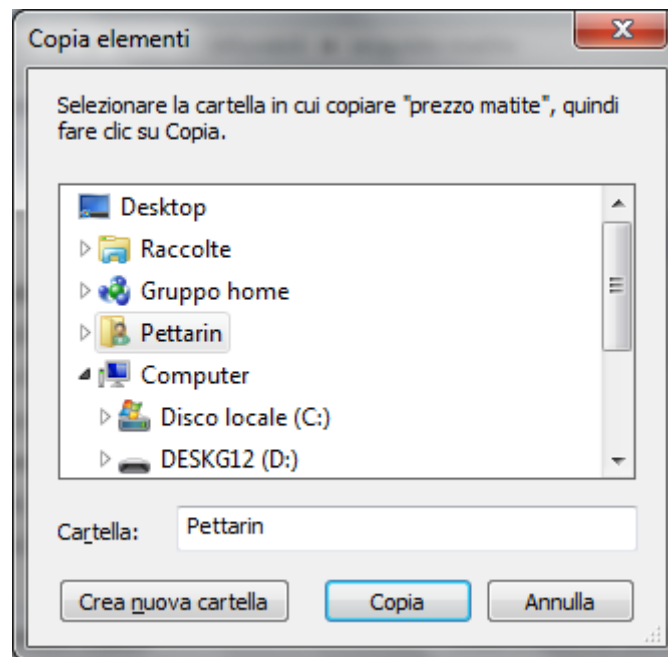 Copia elementi
Selezionare la cartella in cui copiare "prezzo matite", quindi
fare clic su Copia.
Desktop
Raccolte
Gruppo home
Pettarin
Computer
Disco locale (C:)
DESKG12 (D:)
Cartella: Pettarin
Crea nuova cartella Copia Annulla